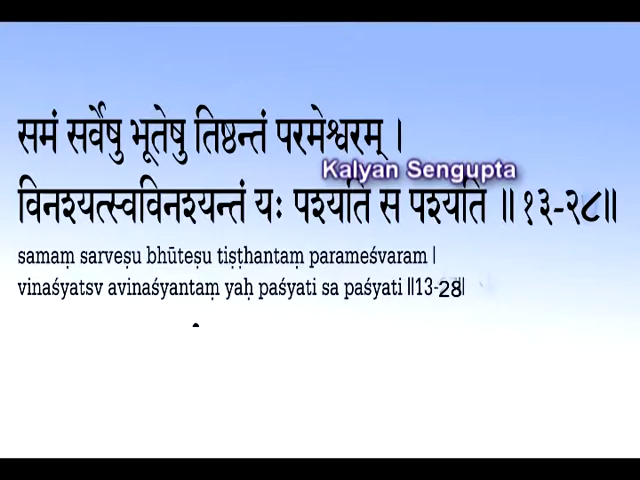 समं सर्वेषु भूतेषु तिष्ठन्तं परमेश्वरम् ।
Kalyan Sengupta
विनश्यत्स्वविनश्यन्तं यः पश्यति स पश्यति ॥ १३-२८॥
samaṃ sarveṣu bhūteṣu tiṣṭhantaṃ parameśvaram |
vinaśyatsv avinaśyantaṃ yaḥ paśyati sa paśyati ||13-28|